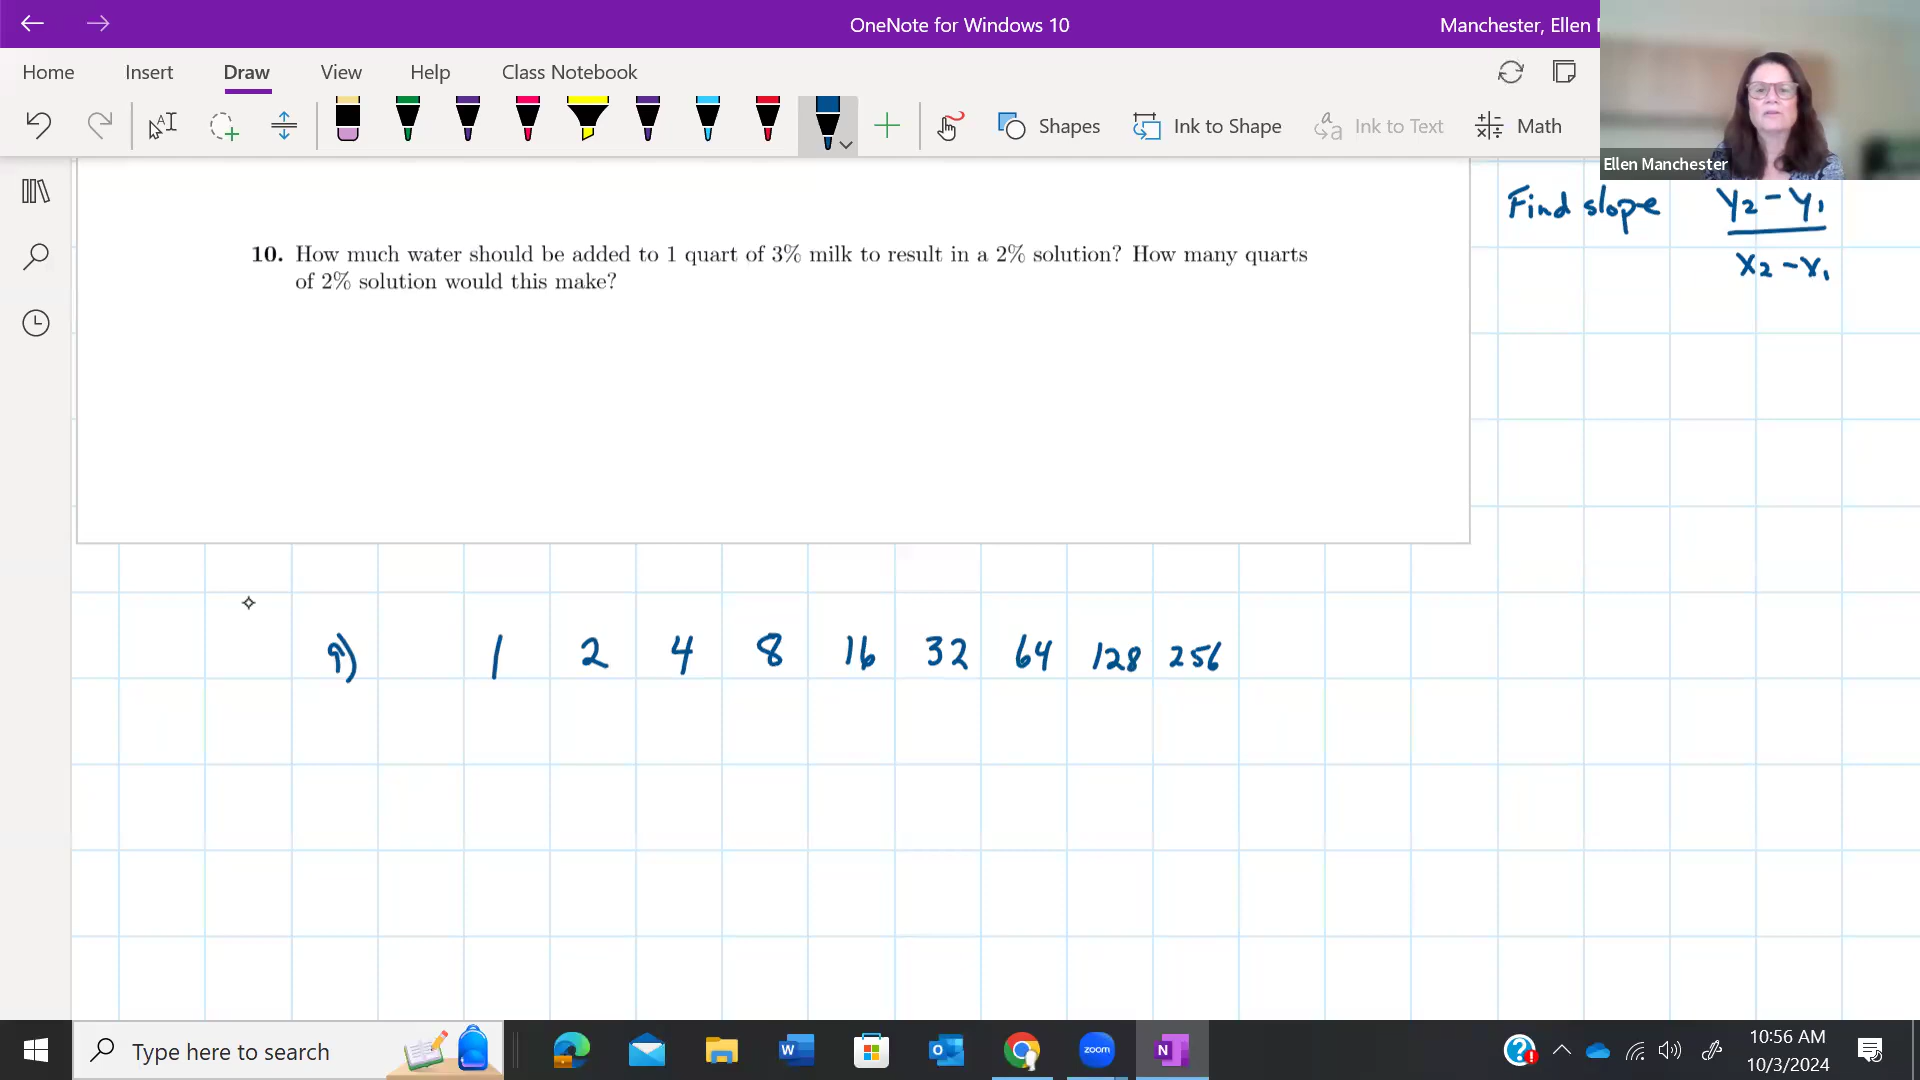 OneNote for Windows 10
Manchester, Ellen
Home Insert Draw View Help Class Notebook
Shapes Ink to Shape Ink to Text Math
Ellen Manchester
Find slope y2 - y1
x2 - x1
10. How much water should be added to 1 quart of 3% milk to result in a 2% solution? How many quarts
of 2% solution would this make?
9) 1 2 4 8 16 32 64 128 256
Type here to search
zoom
10:56 AM
10/3/2024